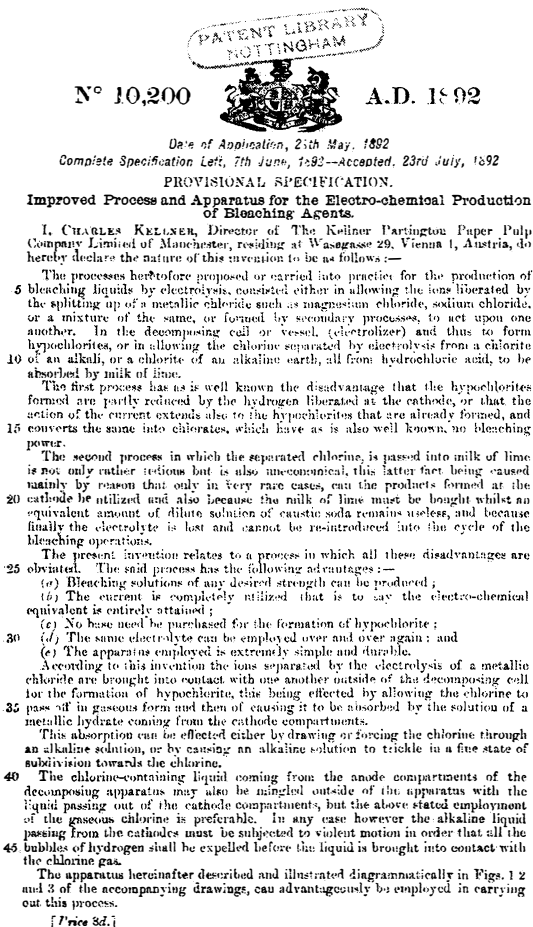 PATENT LIBRARY
NOTTINGHAM
Nº 10,200 A.D. 1892
Date of Application, 25th May, 1892
Complete Specification Left, 7th June, 1892--Accepted, 23rd July, 1892
PROVISIONAL SPECIFICATION.
Improved Process and Apparatus for the Electro-chemical Production
of Bleaching Agents.
I, CHARLES KELLNER, Director of The Kellner Partington Paper Pulp
Company Limited of Manchester, residing at Wasagasse 29, Vienna 1, Austria, do
hereby declare the nature of this invention to be as follows :—
The processes heretofore proposed or carried into practice for the production of
5 bleaching liquids by electrolysis, consisted either in allowing the ions liberated by
the splitting up of a metallic chloride such as magnesium chloride, sodium chloride,
or a mixture of the same, or formed by secondary processes, to act upon one
another. In the decomposing cell or vessel, (electrolizer) and thus to form
hypochlorites, or in allowing the chlorine separated by electrolysis from a chlorite
10 of an alkali, or a chlorite of an alkaline earth, all from hydrochloric acid, to be
absorbed by milk of lime.
The first process has as is well known the disadvantage that the hypochlorites
formed are partly reduced by the hydrogen liberated at the cathode, or that the
action of the current extends also to the hypochlorites that are already formed, and
15 converts the same into chlorates, which have as is also well known, no bleaching
power.
The second process in which the separated chlorine, is passed into milk of lime
is not only rather tedious but is also uneconomical, this latter fact being caused
mainly by reason that only in very rare cases, can the products formed at the
20 cathode be utilized and also because the milk of lime must be bought whilst an
equivalent amount of dilute solution of caustic soda remains useless, and because
finally the electrolyte is lost and cannot be re-introduced into the cycle of the
bleaching operations.
The present invention relates to a process in which all these disadvantages are
25 obviated. The said process has the following advantages :—
(a) Bleaching solutions of any desired strength can be produced ;
(b) The current is completely utilized that is to say the electro-chemical
equivalent is entirely attained ;
(c) No base need be purchased for the formation of hypochlorite ;
30 (d) The same electrolyte can be employed over and over again ; and
(e) The apparatus employed is extremely simple and durable.
According to this invention the ions separated by the electrolysis of a metallic
chloride are brought into contact with one another outside of the decomposing cell
for the formation of hypochlorite, this being effected by allowing the chlorine to
35 pass off in gaseous form and then of causing it to be absorbed by the solution of a
metallic hydrate coming from the cathode compartments.
This absorption can be effected either by drawing or forcing the chlorine through
an alkaline solution, or by causing an alkaline solution to trickle in a fine state of
subdivision towards the chlorine.
40 The chlorine-containing liquid coming from the anode compartments of the
decomposing apparatus may also be mingled outside of the apparatus with the
liquid passing out of the cathode compartments, but the above stated employment
of the gaseous chlorine is preferable. In any case however the alkaline liquid
passing from the cathodes must be subjected to violent motion in order that all the
45 bubbles of hydrogen shall be expelled before the liquid is brought into contact with
the chlorine gas.
The apparatus hereinafter described and illustrated diagrammatically in Figs. 1 2
and 3 of the accompanying drawings, can advantageously be employed in carrying
out this process.
[Price 8d.]